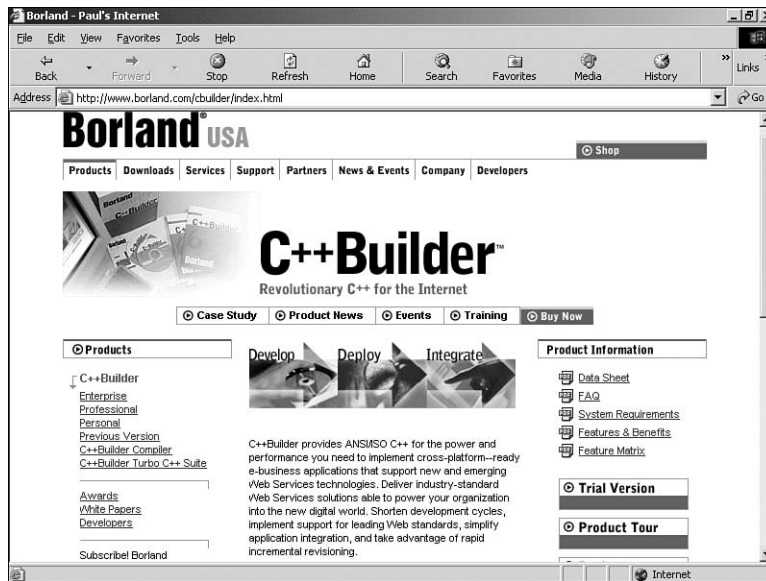 Borland - Paul's Internet
File Edit View Favorites Tools Help
Back Forward Stop Refresh Home Search Favorites Media History » Links
Address http://www.borland.com/cbuilder/index.html Go
Borland® USA
Shop
Products Downloads Services Support Partners News & Events Company Developers
Borland
C++Builder
C++Builder™
Revolutionary C++ for the Internet
Case Study Product News Events Training Buy Now
Products
C++Builder
Enterprise
Professional
Personal
Previous Version
C++Builder Compiler
C++Builder Turbo C++ Suite
Awards
White Papers
Developers
Subscribe! Borland
Develop Deploy Integrate
C++Builder provides ANSI/ISO C++ for the power and
performance you need to implement cross-platform--ready
e-business applications that support new and emerging
Web Services technologies. Deliver industry-standard
Web Services solutions able to power your organization
into the new digital world. Shorten development cycles,
implement support for leading Web standards, simplify
application integration, and take advantage of rapid
incremental revisioning.
Product Information
Data Sheet
FAQ
System Requirements
Features & Benefits
Feature Matrix
Trial Version
Product Tour
Internet